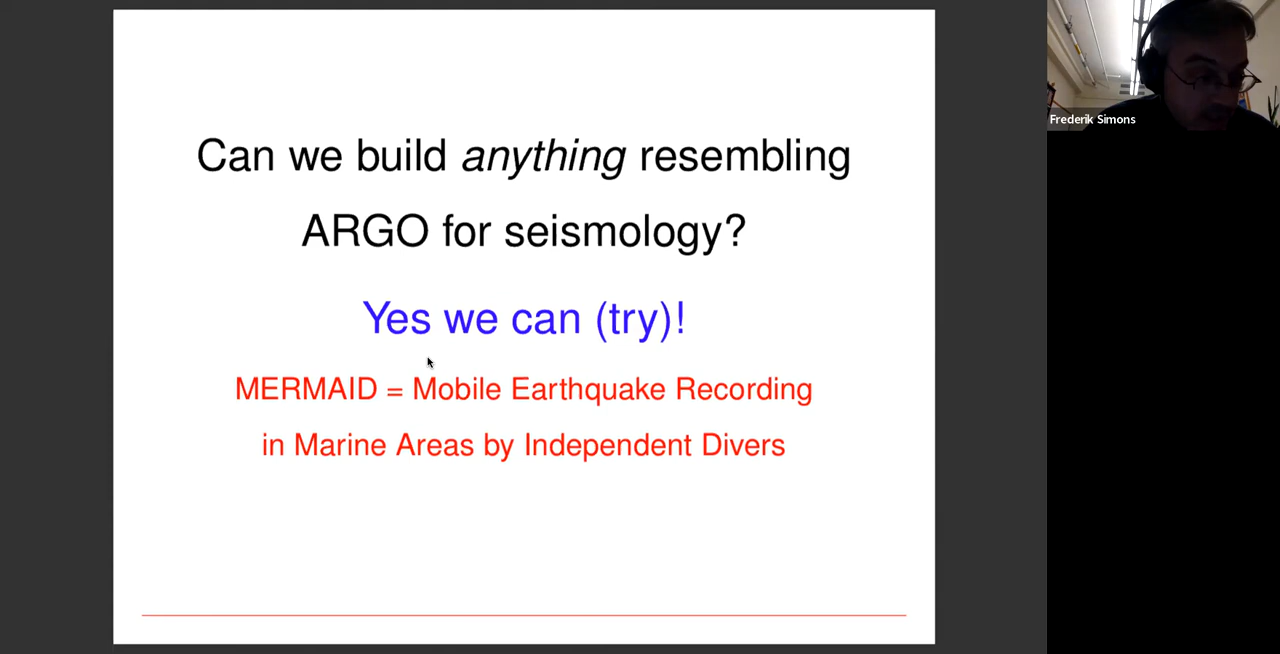 Can we build anything resembling
ARGO for seismology?
Yes we can (try)!
MERMAID = Mobile Earthquake Recording
in Marine Areas by Independent Divers
Frederik Simons